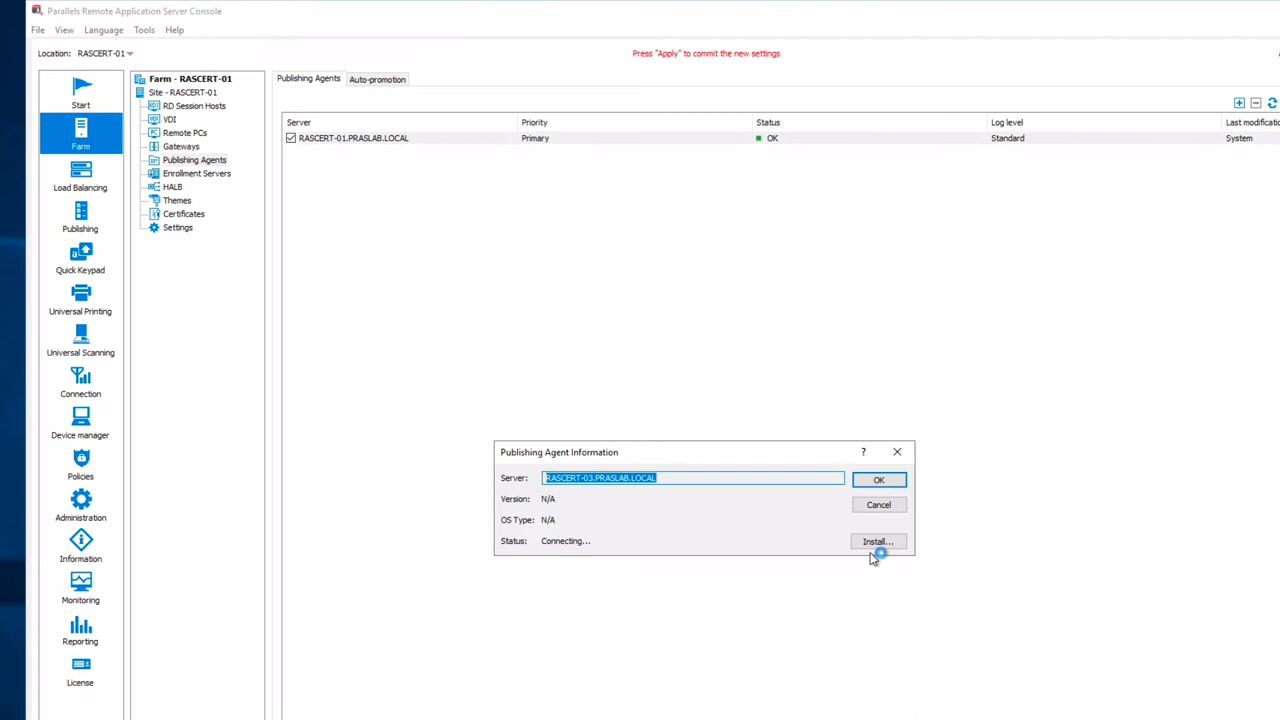 Parallels Remote Application Server Console
File View Language Tools Help
Location: RASCERT-01
Press "Apply" to commit the new settings
Start
Farm
Load Balancing
Publishing
Quick Keypad
Universal Printing
Universal Scanning
Connection
Device manager
Policies
Administration
Information
Monitoring
Reporting
License
Farm - RASCERT-01
Site - RASCERT-01
RD Session Hosts
VDI
Remote PCs
Gateways
Publishing Agents
Enrollment Servers
HALB
Themes
Certificates
Settings
Publishing Agents Auto-promotion
Server Priority Status Log level Last modificatio
RASCERT-01.PRASLAB.LOCAL Primary OK Standard System
Publishing Agent Information
Server: RASCERT-03.PRASLAB.LOCAL OK
Version: N/A Cancel
OS Type: N/A
Status: Connecting... Install...